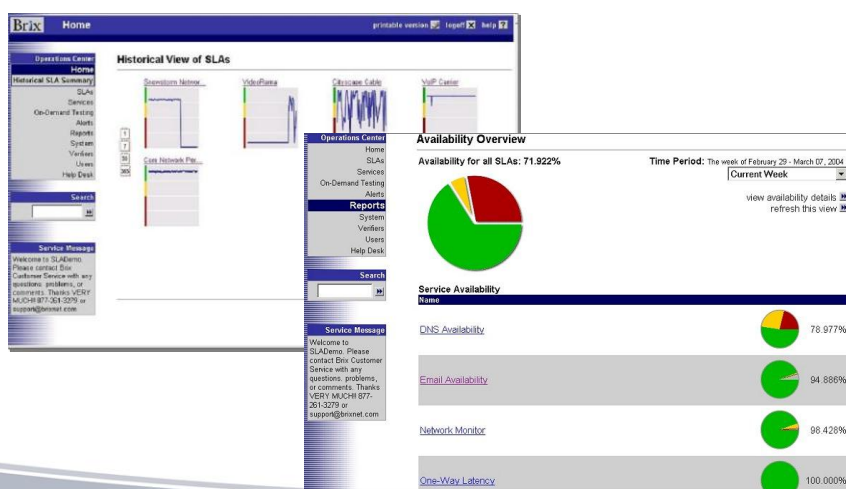 Brix Home
printable version logoff help
Operations Center
Home
Historical SLA Summary
SLAs
Services
On-Demand Testing
Alerts
Reports
System
Verifiers
Users
Help Desk
Search
Service Message
Welcome to SLADemo.
Please contact Brix
Customer Service with any
questions, problems, or
comments. Thanks VERY
MUCH!! 877-261-3279 or
support@brixnet.com
Historical View of SLAs
Snowstorm Networ...
VideoRama
Cityscape Cable
VoIP Carrier
1
7
30
365
Core Network Per...
Operations Center
Home
SLAs
Services
On-Demand Testing
Alerts
Reports
System
Verifiers
Users
Help Desk
Search
Service Message
Welcome to
SLADemo. Please
contact Brix Customer
Service with any
questions, problems,
or comments. Thanks
VERY MUCH!! 877-
261-3279 or
support@brixnet.com
Availability Overview
Availability for all SLAs: 71.922%
Time Period: The week of February 29 - March 07, 2004
Current Week
view availability details
refresh this view
Service Availability
Name
DNS Availability 78.977%
Email Availability 94.886%
Network Monitor 98.428%
One-Way Latency 100.000%